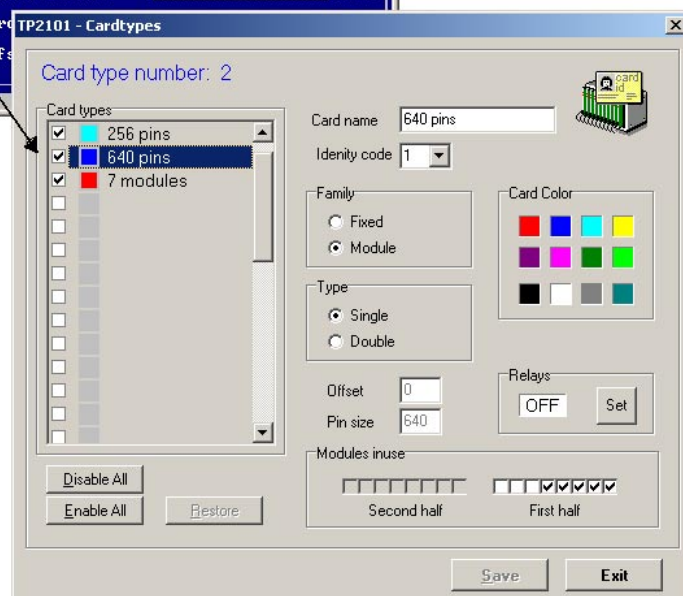 TP2101 - Cardtypes
Card type number: 2
card
id
Card types
256 pins
640 pins
7 modules
Card name
640 pins
Idenity code
1
Family
Fixed
Module
Card Color
Type
Single
Double
Offset
0
Pin size
640
Relays
OFF
Set
Modules inuse
Second half
First half
Disable All
Enable All
Restore
Save
Exit